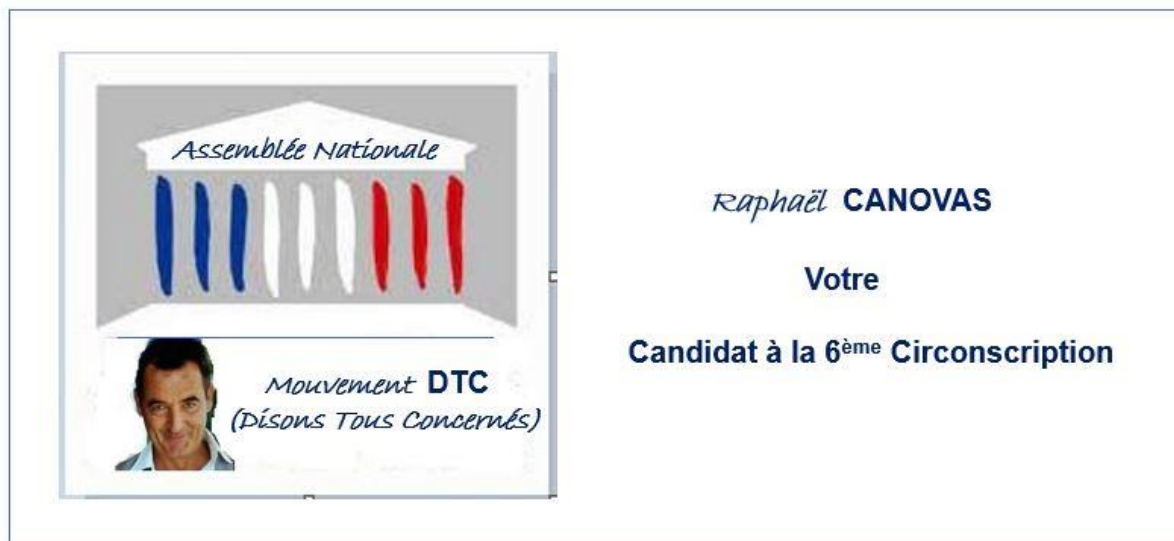 Assemblée Nationale
Mouvement DTC
(Disons Tous Concernés)
Raphaël CANOVAS
Votre
Candidat à la 6ème Circonscription